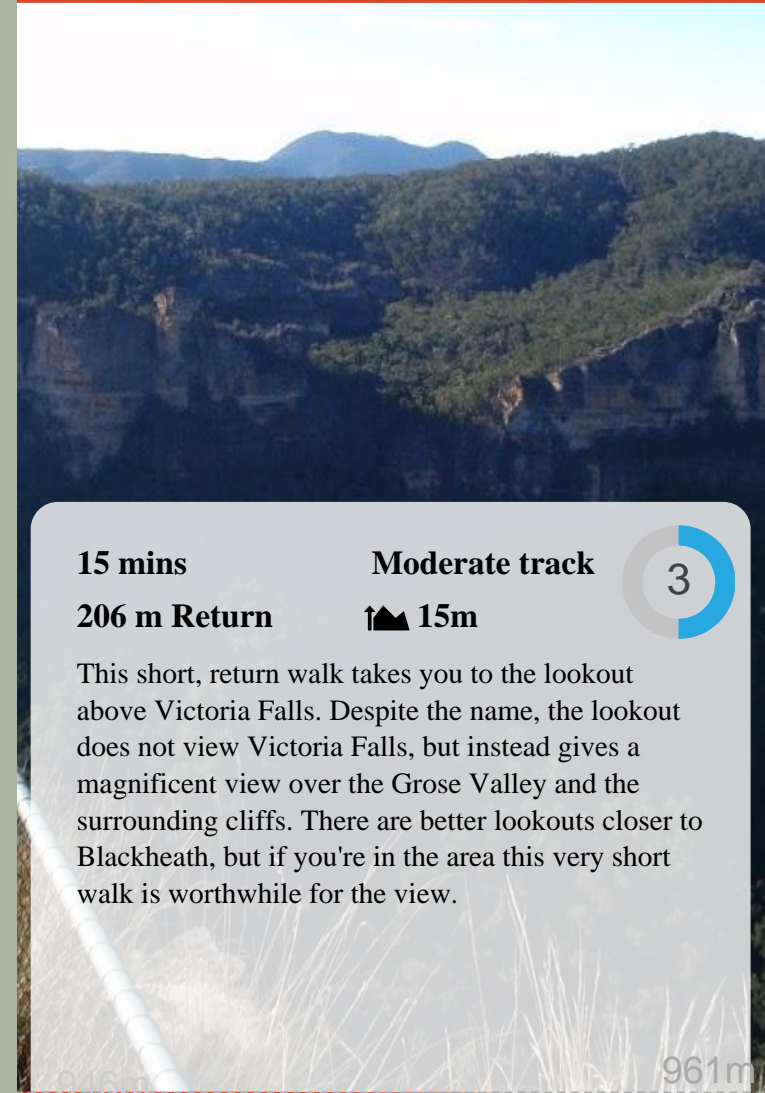 15 mins
Moderate track
3
206 m Return
15m
This short, return walk takes you to the lookout
above Victoria Falls. Despite the name, the lookout
does not view Victoria Falls, but instead gives a
magnificent view over the Grose Valley and the
surrounding cliffs. There are better lookouts closer to
Blackheath, but if you're in the area this very short
walk is worthwhile for the view.
946m
961m